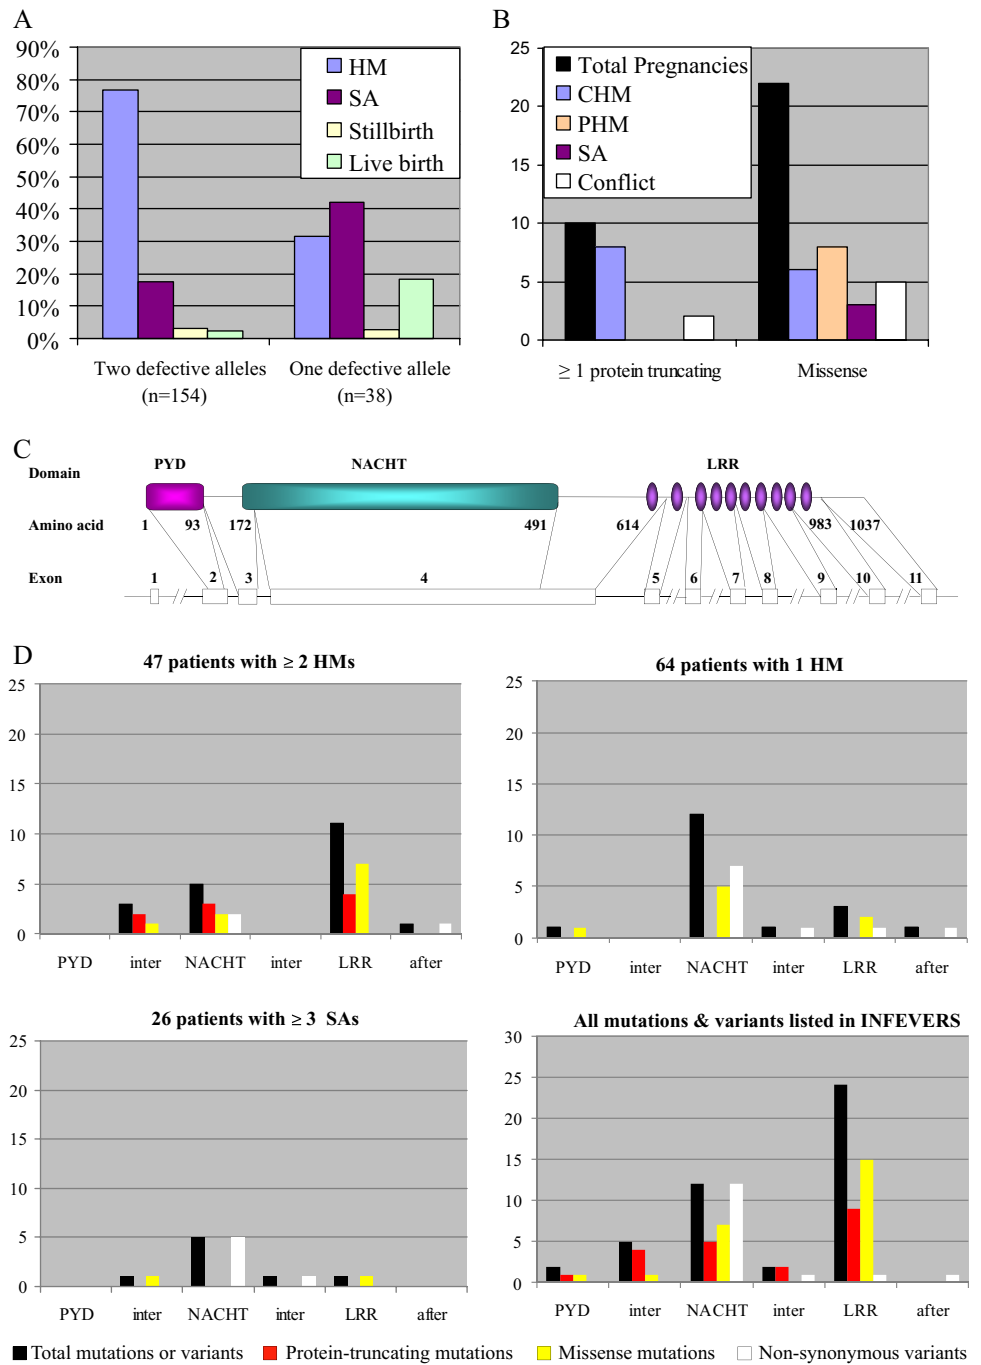 A
90%
80%
70%
60%
50%
40%
30%
20%
10%
0%
HM
SA
Stillbirth
Live birth
Two defective alleles
(n=154)
One defective allele
(n=38)
B
25
20
15
10
5
0
Total Pregnancies
CHM
PHM
SA
Conflict
≥ 1 protein truncating
Missense
C
Domain
PYD
NACHT
LRR
Amino acid
1
93
172
491
614
983
1037
Exon
1
2
3
4
5
6
7
8
9
10
11
D
47 patients with ≥ 2 HMs
25
20
15
10
5
0
PYD
inter
NACHT
inter
LRR
after
64 patients with 1 HM
25
20
15
10
5
0
PYD
inter
NACHT
inter
LRR
after
26 patients with ≥ 3 SAs
25
20
15
10
5
0
PYD
inter
NACHT
inter
LRR
after
All mutations & variants listed in INFEVERS
30
25
20
15
10
5
0
PYD
inter
NACHT
inter
LRR
after
Total mutations or variants
Protein-truncating mutations
Missense mutations
Non-synonymous variants